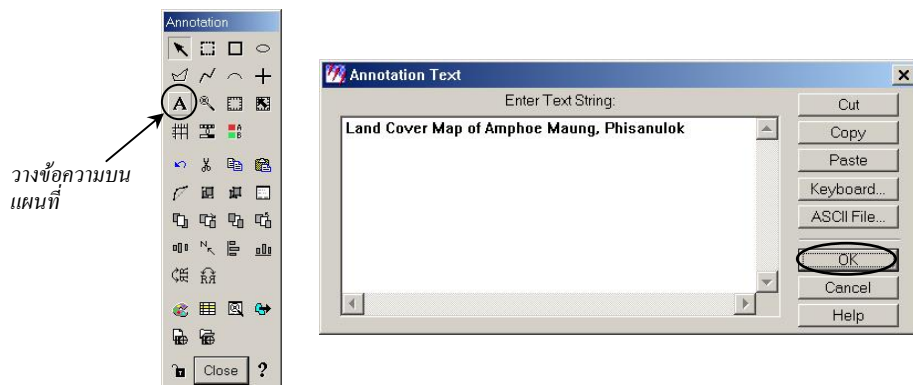 Annotation
A
A
B
N
Close ?
วางข้อความบน
แผนที่
Annotation Text
Enter Text String:
Land Cover Map of Amphoe Maung, Phisanulok
Cut
Copy
Paste
Keyboard...
ASCII File...
OK
Cancel
Help